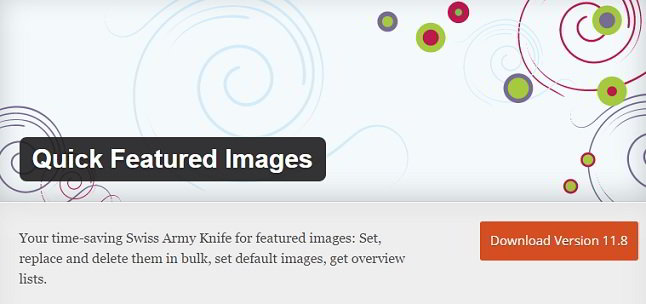 Quick Featured Images
Your time-saving Swiss Army Knife for featured images: Set,
replace and delete them in bulk, set default images, get overview
lists.
Download Version 11.8